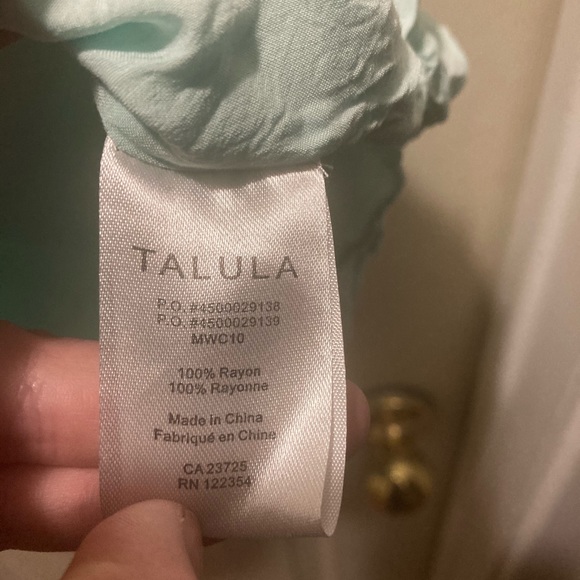 TALULA
P.O. #4500029138
P.O. #4500029139
MWC10
100% Rayon
100% Rayonne
Made in China
Fabriqué en Chine
CA 23725
RN 122354